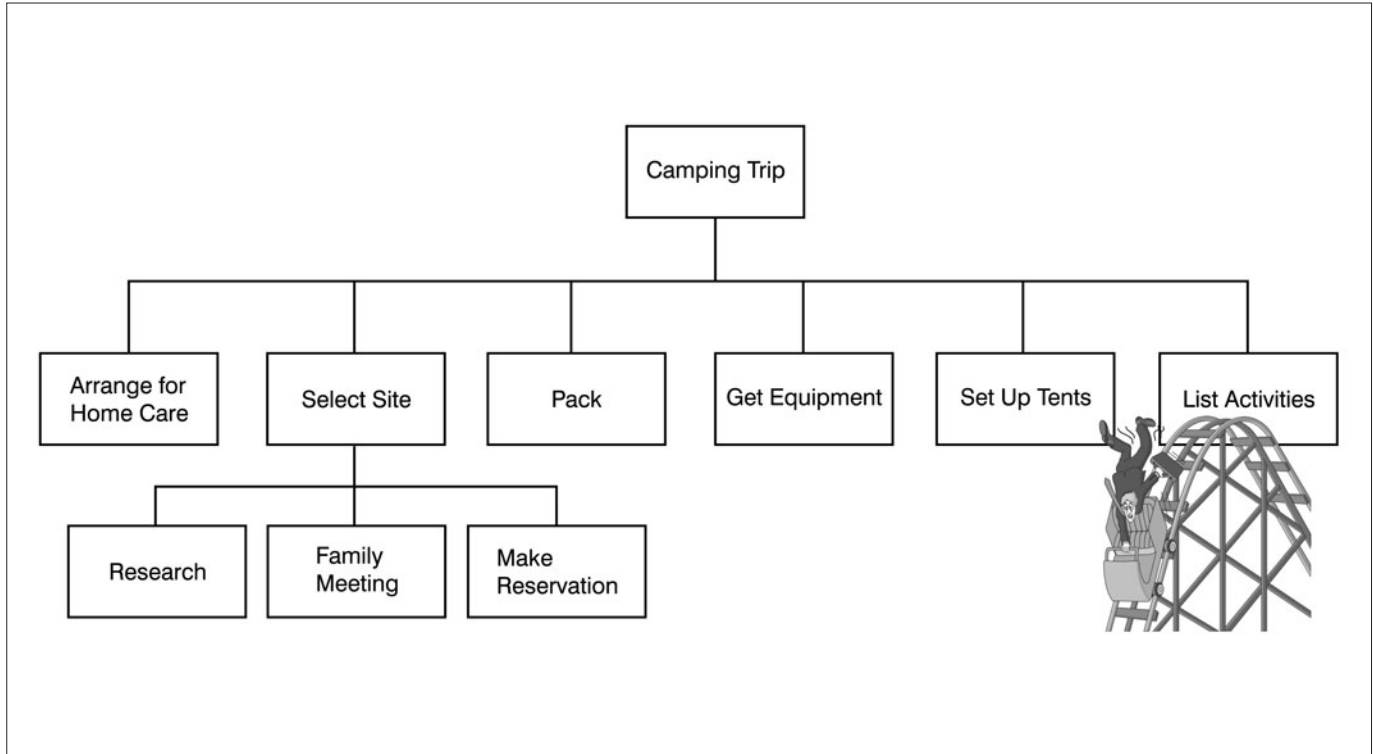 Camping Trip
Arrange for
Home Care
Select Site
Pack
Get Equipment
Set Up Tents
List Activities
Research
Family
Meeting
Make
Reservation